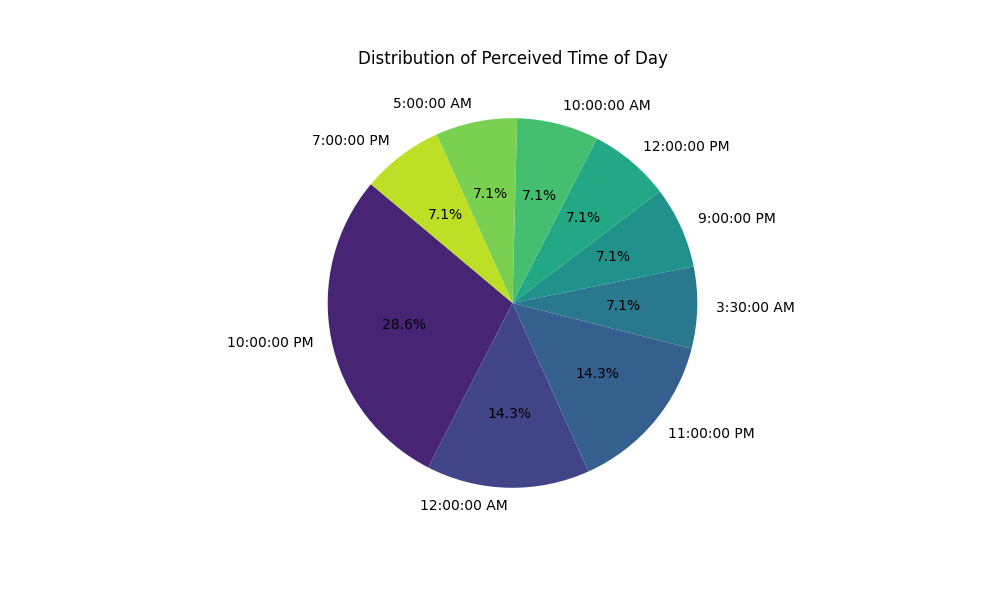 Distribution of Perceived Time of Day
5:00:00 AM
10:00:00 AM
7:00:00 PM
12:00:00 PM
7.1%
7.1%
7.1%
7.1%
9:00:00 PM
7.1%
7.1%
3:30:00 AM
28.6%
10:00:00 PM
14.3%
14.3%
11:00:00 PM
12:00:00 AM